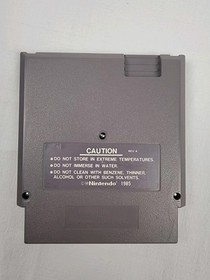 CAUTION REV-A
• DO NOT STORE IN EXTREME TEMPERATURES.
• DO NOT IMMERSE IN WATER.
• DO NOT CLEAN WITH BENZENE, THINNER,
ALCOHOL OR OTHER SUCH SOLVENTS.
©Nintendo 1985